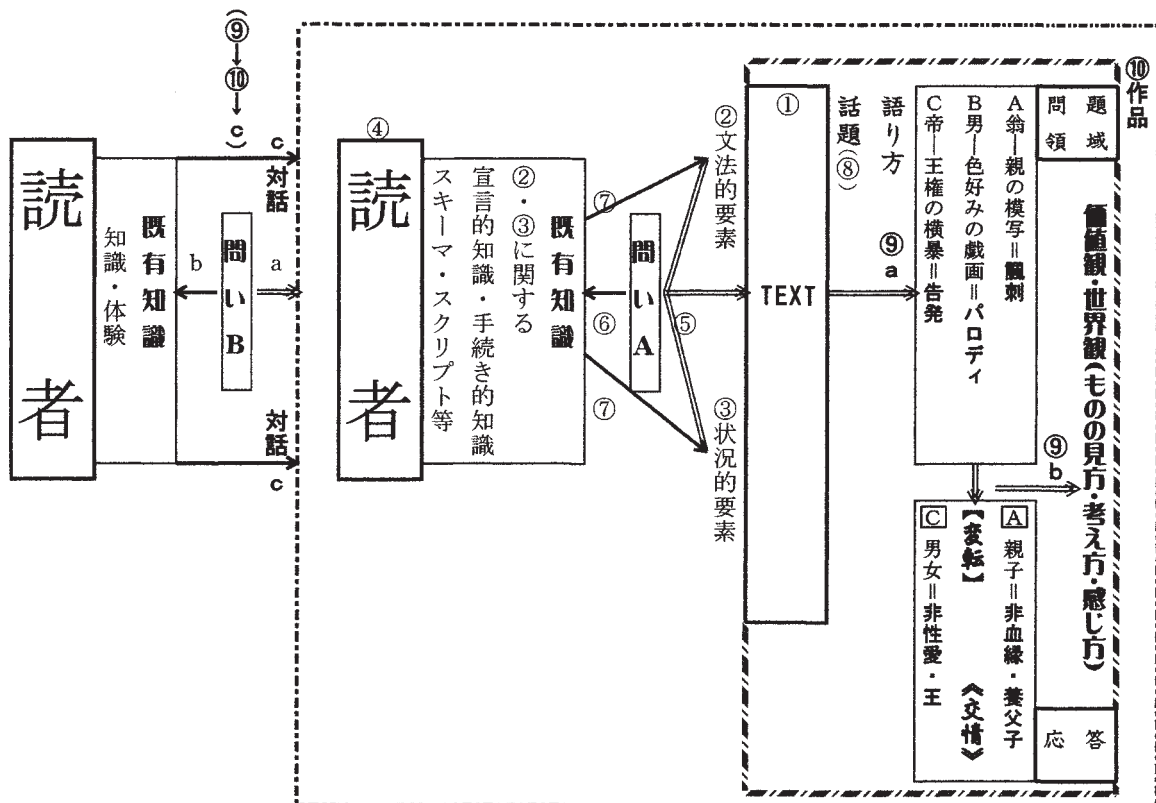 ⑩作品
問題
領域
A翁―親の模写＝諷刺
B男―色好みの戯画＝パロディ
C帝―王権の横暴＝告発
価値観・世界観(もののの見方・考え方・感じ方)
⑨b
A 親子＝非血縁・養父子
【変転】 《交情》
C 男女＝非性愛・王
応答
語り方
⑨a
話題(⑧)
①
TEXT
②文法的要素
③状況的要素
⑦
問いA
⑤
⑥
⑦
既有知識
②・③に関する
宣言的知識・手続き的知識
スキーマ・スクリプト等
④
読者
(⑨→⑩→c)
c
対話
a
問いB
b
対話
c
既有知識
知識・体験
読者